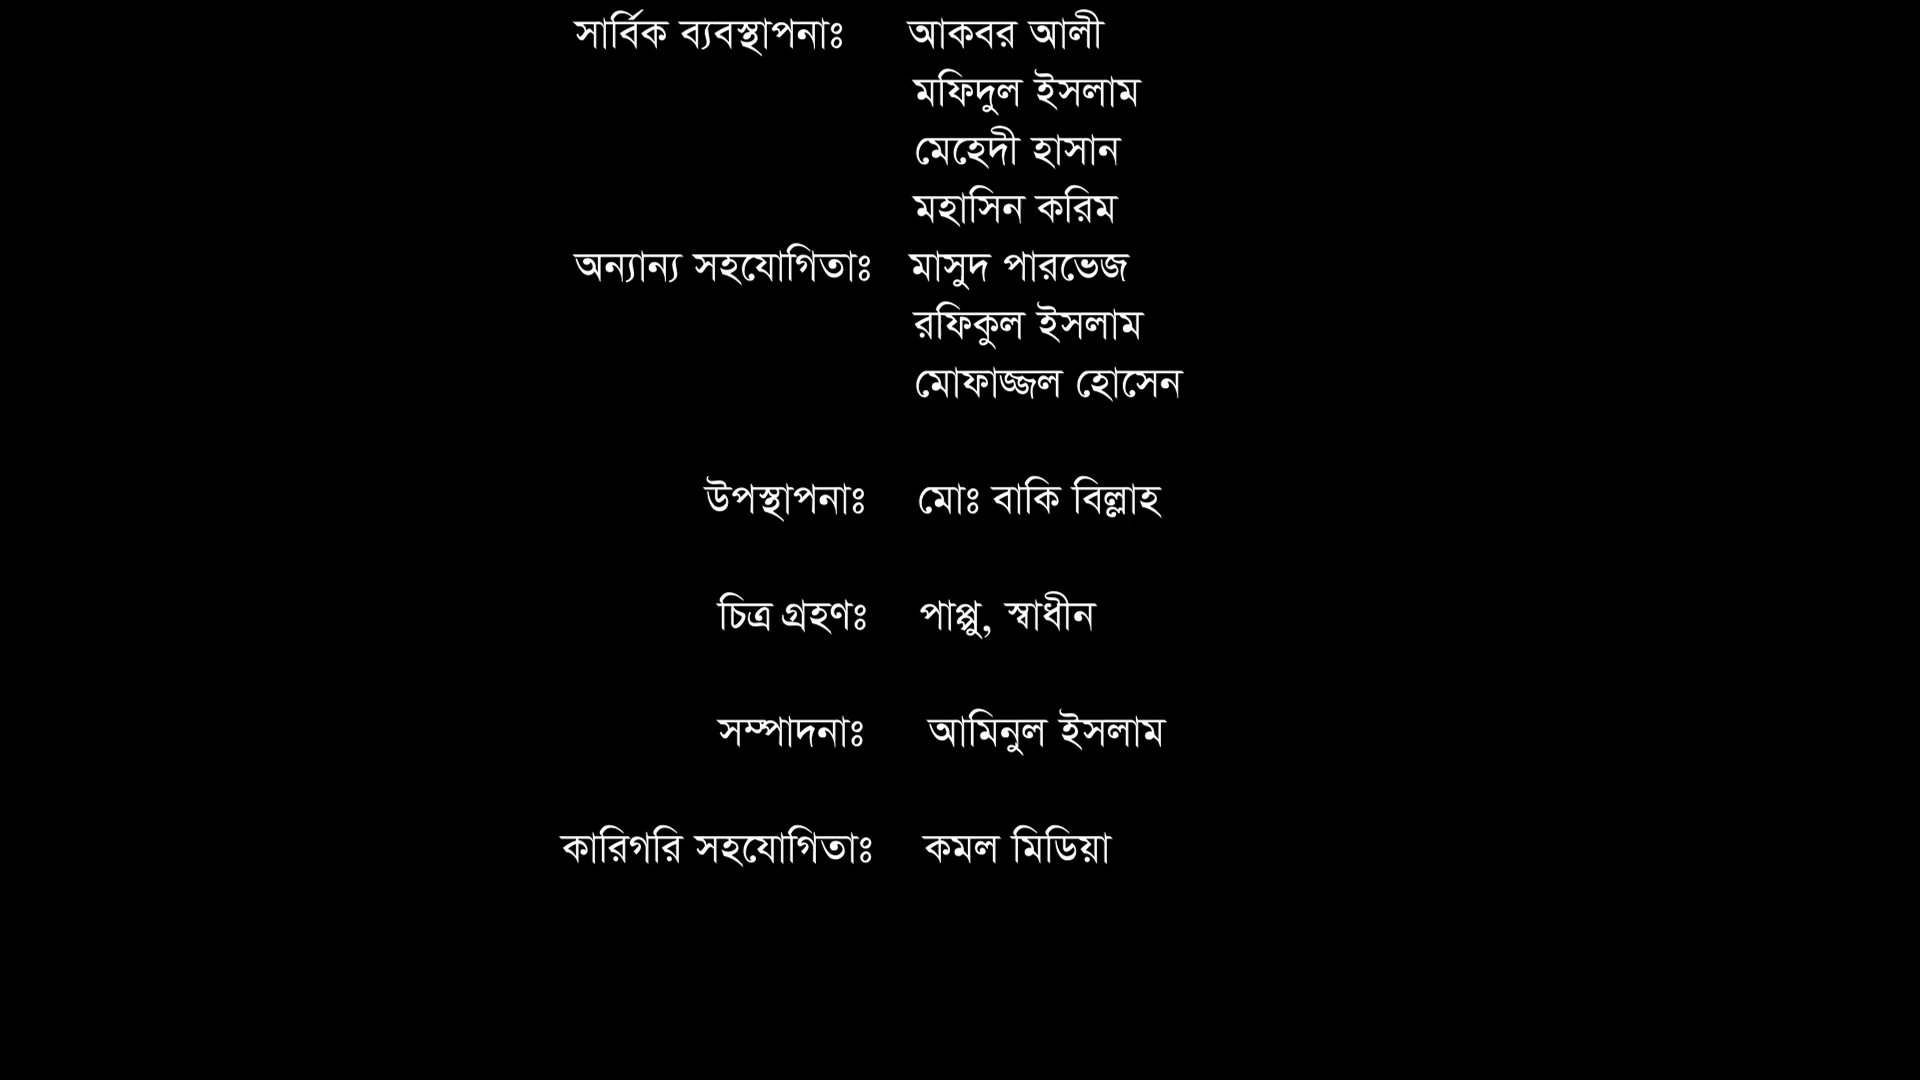 সার্বিক ব্যবস্থাপনাঃ আকবর আলী
মফিদুল ইসলাম
মেহেদী হাসান
মহাসিন করিম
অন্যান্য সহযোগিতাঃ মাসুদ পারভেজ
রফিকুল ইসলাম
মোফাজ্জল হোসেন
উপস্থাপনাঃ মোঃ বাকি বিল্লাহ
চিত্র গ্রহণঃ পাপ্পু, স্বাধীন
সম্পাদনাঃ আমিনুল ইসলাম
কারিগরি সহযোগিতাঃ কমল মিডিয়া